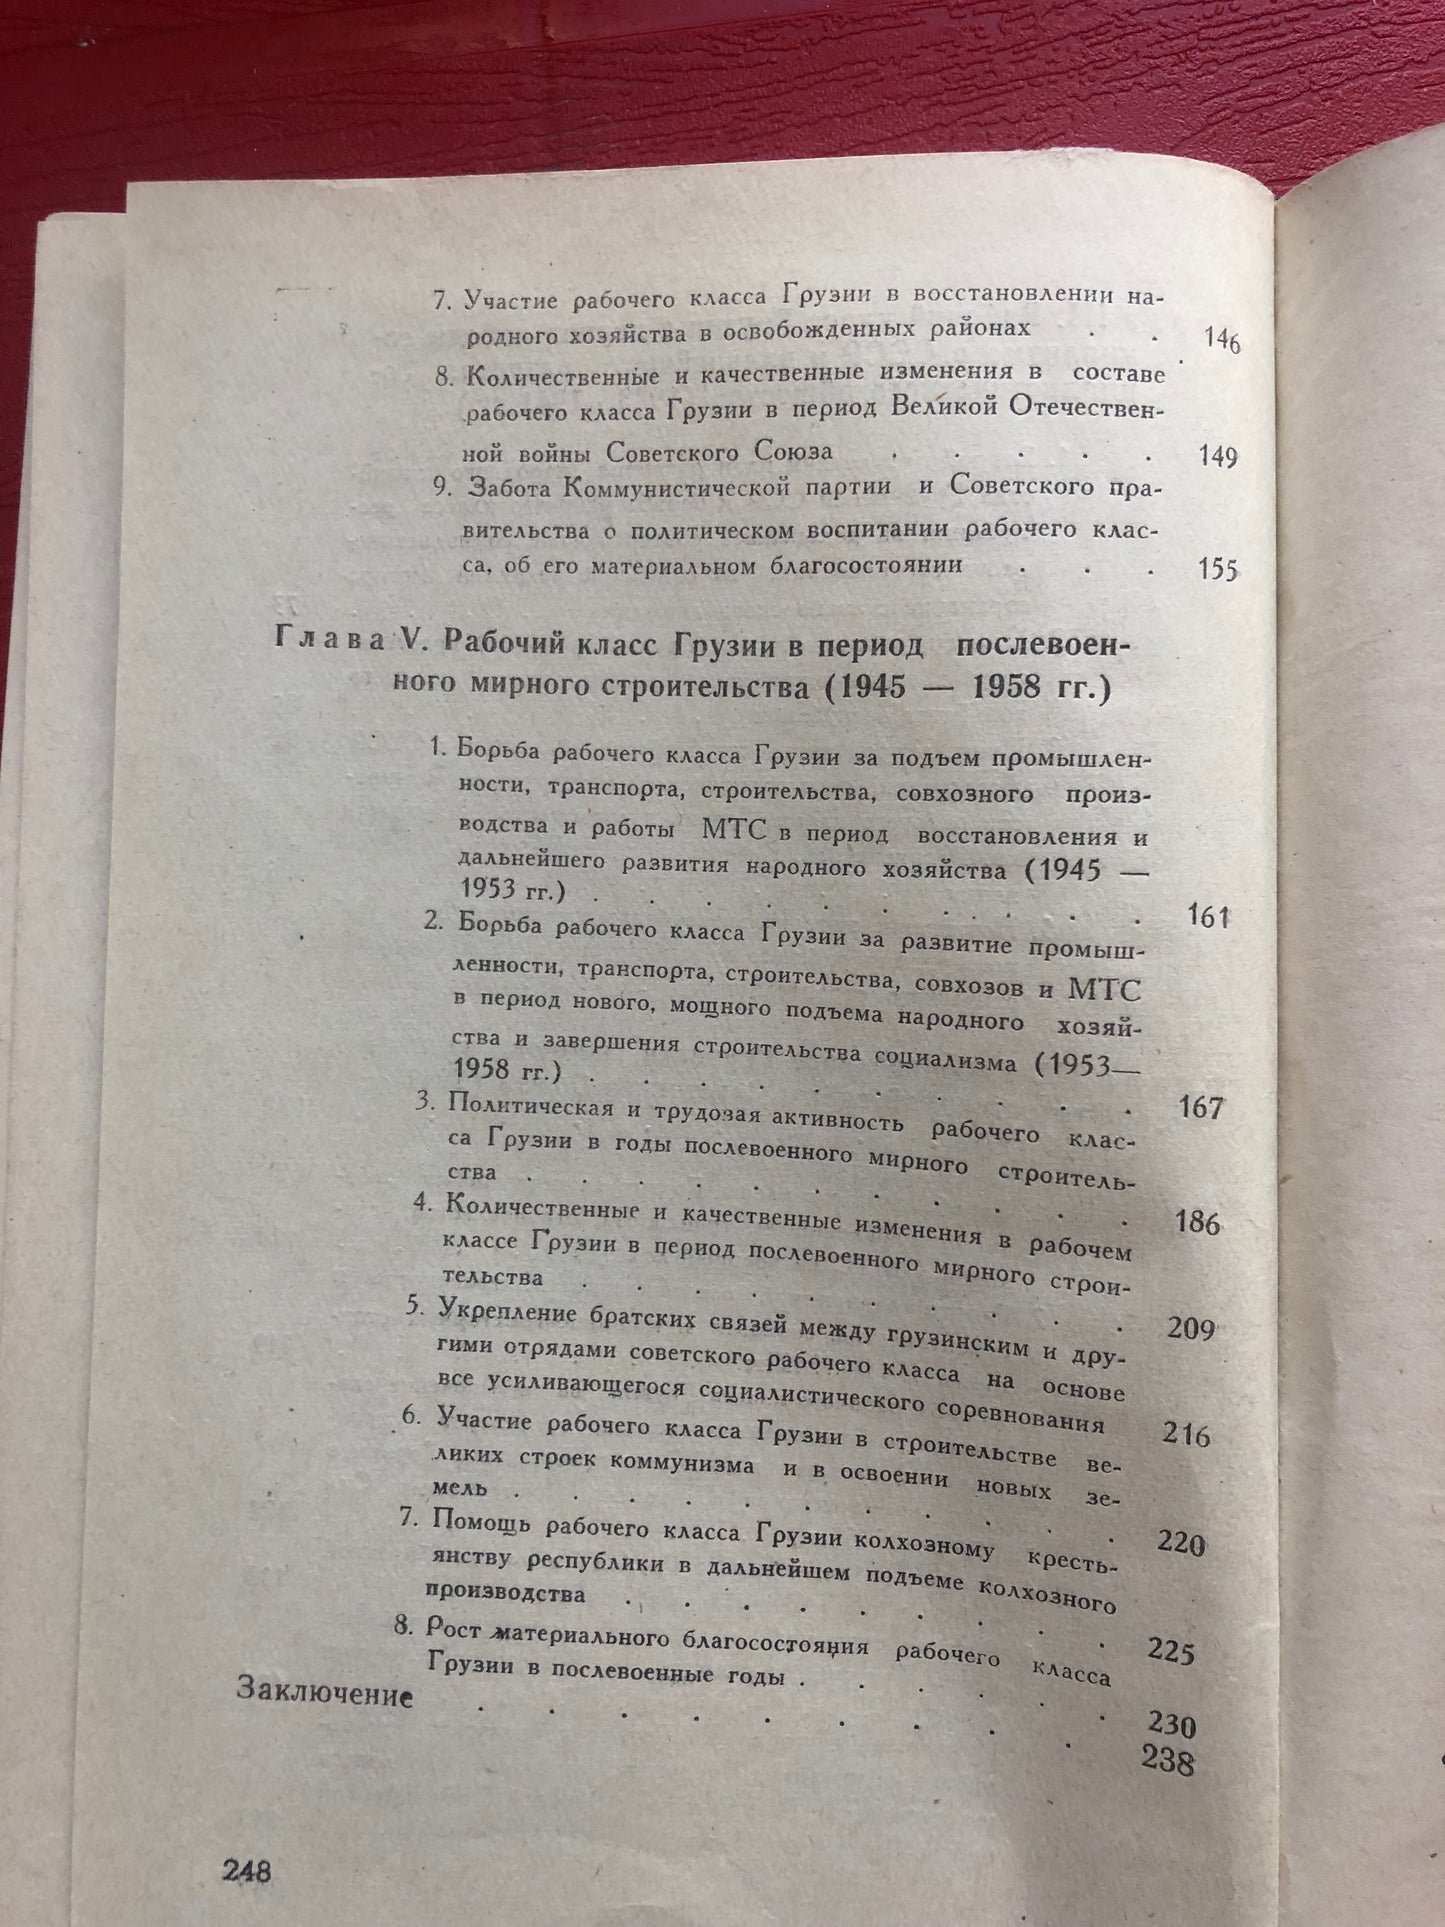 7. Участие рабочего класса Грузии в восстановлении на-
родного хозяйства в освобожденных районах . . 146
8. Количественные и качественные изменения в составе
рабочего класса Грузии в период Великой Отечествен-
ной войны Советского Союза . . . . . 149
9. Забота Коммунистической партии и Советского пра-
вительства о политическом воспитании рабочего клас-
са, об его материальном благосостоянии . . . 155
Глава V. Рабочий класс Грузии в период послевоен-
ного мирного строительства (1945 — 1958 гг.)
1. Борьба рабочего класса Грузии за подъем промышлен-
ности, транспорта, строительства, совхозного произ-
водства и работы МТС в период восстановления и
дальнейшего развития народного хозяйства (1945 —
1953 гг.) . . . . . . . . . . 161
2. Борьба рабочего класса Грузии за развитие промыш-
ленности, транспорта, строительства, совхозов и МТС
в период нового, мощного подъема народного хозяй-
ства и завершения строительства социализма (1953—
1958 гг.) . . . . . . . . . . 167
3. Политическая и трудозая активность рабочего клас-
са Грузии в годы послевоенного мирного строитель-
ства . . . . . . . . . . . 186
4. Количественные и качественные изменения в рабочем
классе Грузии в период послевоенного мирного строи-
тельства . . . . . . . . . . 209
5. Укрепление братских связей между грузинским и дру-
гими отрядами советского рабочего класса на основе
все усиливающегося социалистического соревнования 216
6. Участие рабочего класса Грузии в строительстве ве-
ликих строек коммунизма и в освоении новых зе-
мель . . . . . . . . . . . 220
7. Помощь рабочего класса Грузии колхозному кресть-
янству республики в дальнейшем подъеме колхозного
производства . . . . . . . . . 225
8. Рост материального благосостояния рабочего класса
Грузии в послевоенные годы . . . . . . 230
Заключение . . . . . . . . . 238
248